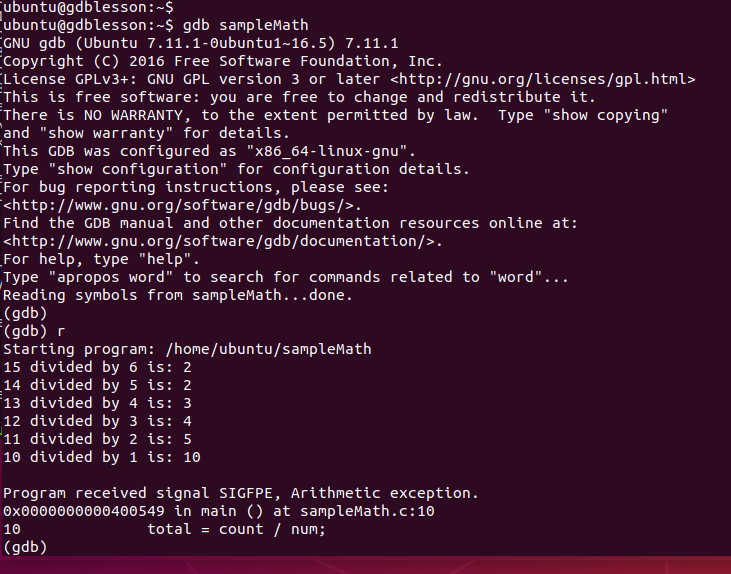 ubuntu@gdblesson:~$
ubuntu@gdblesson:~$ gdb sampleMath
GNU gdb (Ubuntu 7.11.1-0ubuntu1~16.5) 7.11.1
Copyright (C) 2016 Free Software Foundation, Inc.
License GPLv3+: GNU GPL version 3 or later <http://gnu.org/licenses/gpl.html>
This is free software: you are free to change and redistribute it.
There is NO WARRANTY, to the extent permitted by law.  Type "show copying"
and "show warranty" for details.
This GDB was configured as "x86_64-linux-gnu".
Type "show configuration" for configuration details.
For bug reporting instructions, please see:
<http://www.gnu.org/software/gdb/bugs/>.
Find the GDB manual and other documentation resources online at:
<http://www.gnu.org/software/gdb/documentation/>.
For help, type "help".
Type "apropos word" to search for commands related to "word"...
Reading symbols from sampleMath...done.
(gdb)
(gdb) r
Starting program: /home/ubuntu/sampleMath
15 divided by 6 is: 2
14 divided by 5 is: 2
13 divided by 4 is: 3
12 divided by 3 is: 4
11 divided by 2 is: 5
10 divided by 1 is: 10
Program received signal SIGFPE, Arithmetic exception.
0x0000000000400549 in main () at sampleMath.c:10
10              total = count / num;
(gdb)